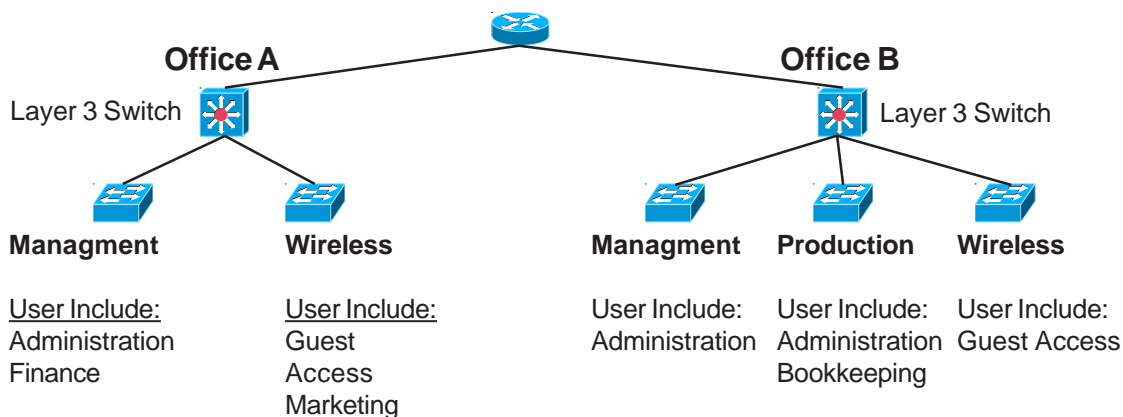 Office A
Office B
Layer 3 Switch
Layer 3 Switch
Managment
Wireless
Managment
Production
Wireless
User Include:
Administration
Finance
User Include:
Guest
Access
Marketing
User Include:
Administration
User Include:
Administration
Bookkeeping
User Include:
Guest Access